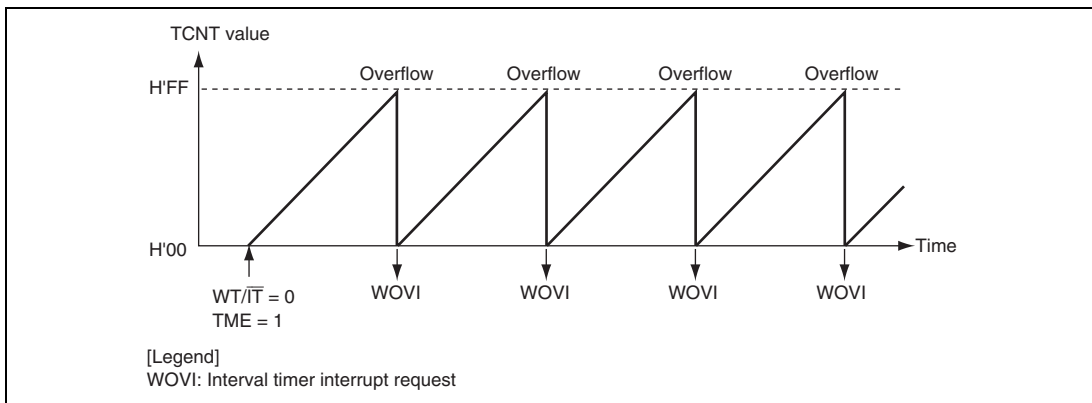 TCNT value
H'FF
Overflow Overflow Overflow Overflow
H'00
Time
WT/I̅T̅ = 0
TME = 1
WOVI WOVI WOVI WOVI
[Legend]
WOVI: Interval timer interrupt request